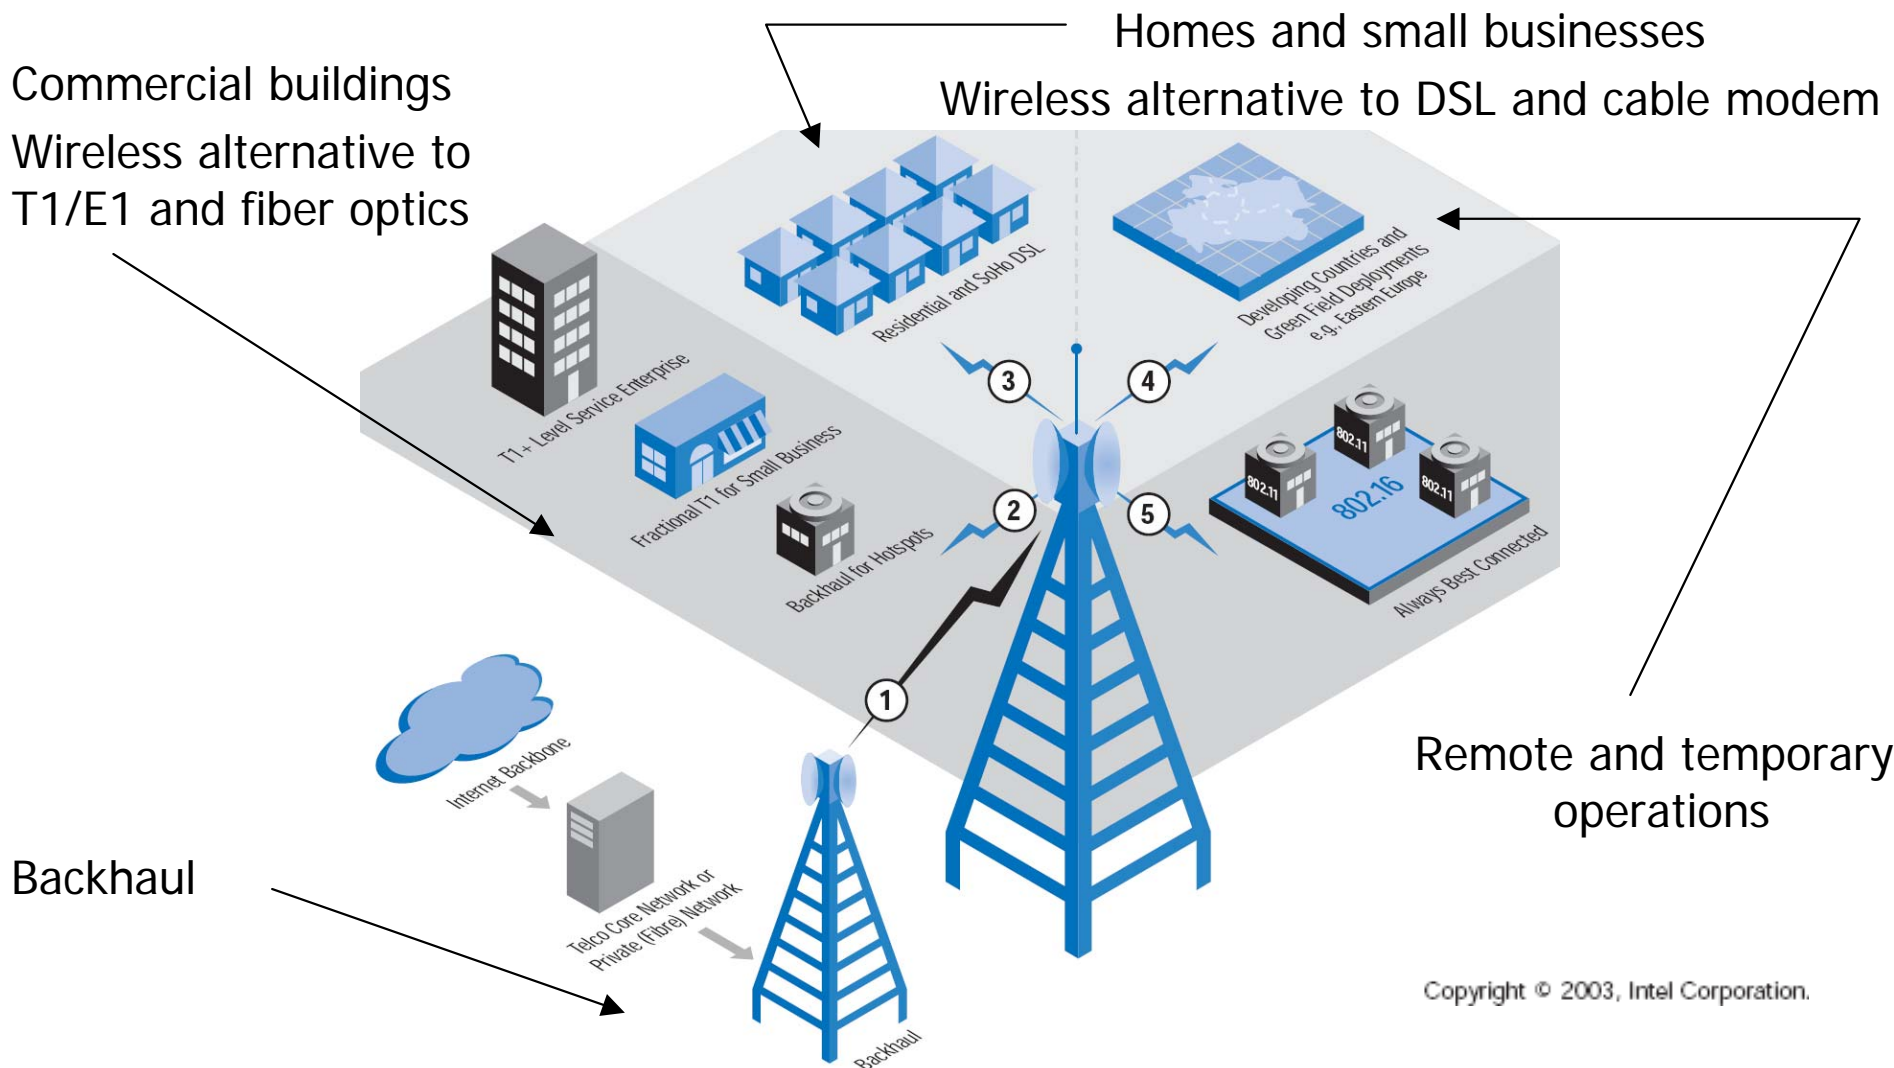 Homes and small businesses
Wireless alternative to DSL and cable modem
Commercial buildings
Wireless alternative to
T1/E1 and fiber optics
Residential and SoHo DSL
Developing Countries and
Green Field Deployments
e.g., Eastern Europe
T1+ Level Service Enterprise
Fractional T1 for Small Business
Backhaul for Hotspots
3
4
2
5
1
802.11
802.11
802.11
802.16
Always Best Connected
Internet Backbone
Telco Core Network or
Private (Fibre) Network
Backhaul
Remote and temporary
operations
Backhaul
Copyright © 2003, Intel Corporation.